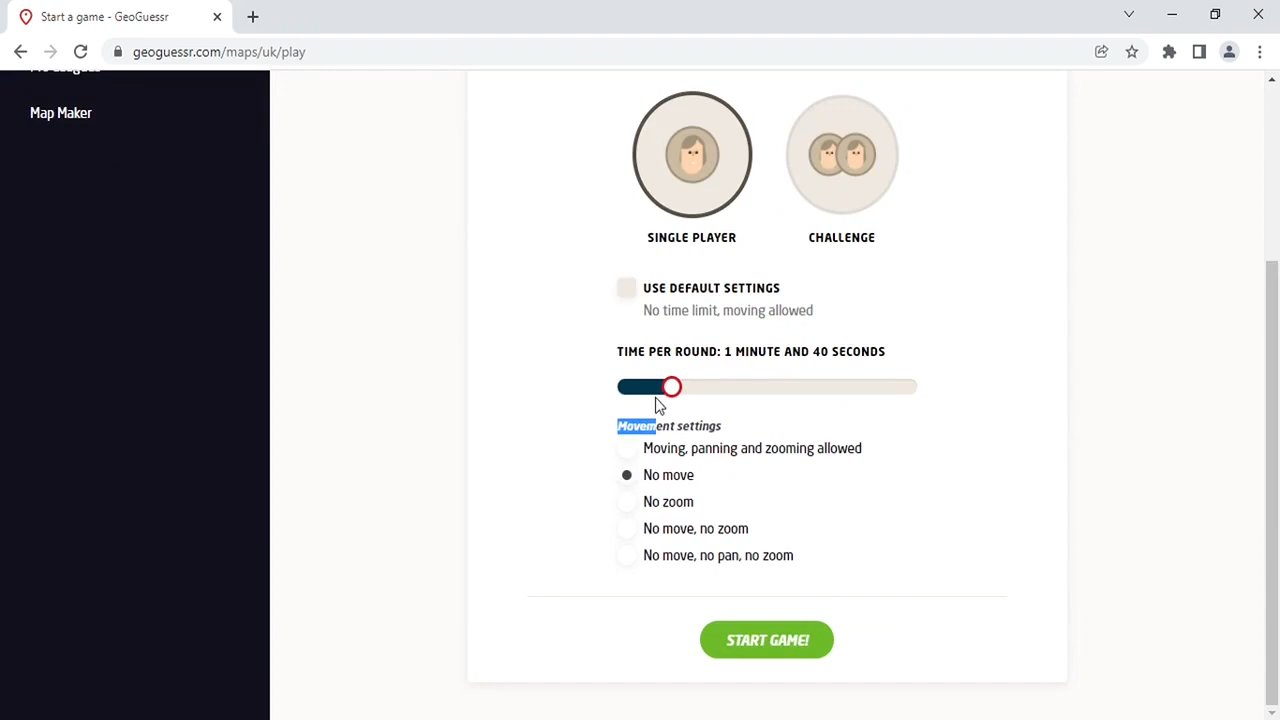 Start a game - GeoGuessr
geoguessr.com/maps/uk/play
Map Maker
SINGLE PLAYER
CHALLENGE
USE DEFAULT SETTINGS
No time limit, moving allowed
TIME PER ROUND: 1 MINUTE AND 40 SECONDS
Movement settings
Moving, panning and zooming allowed
No move
No zoom
No move, no zoom
No move, no pan, no zoom
START GAME!